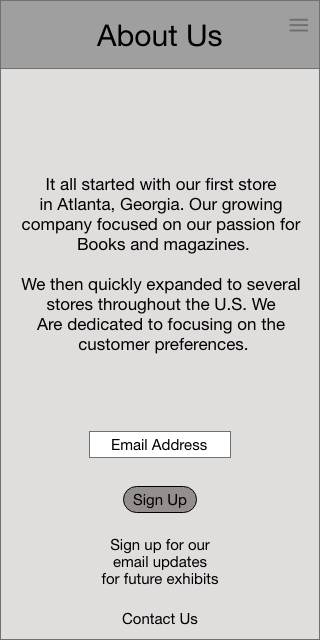 About Us
It all started with our first store
in Atlanta, Georgia. Our growing
company focused on our passion for
Books and magazines.
We then quickly expanded to several
stores throughout the U.S. We
Are dedicated to focusing on the
customer preferences.
Email Address
Sign Up
Sign up for our
email updates
for future exhibits
Contact Us